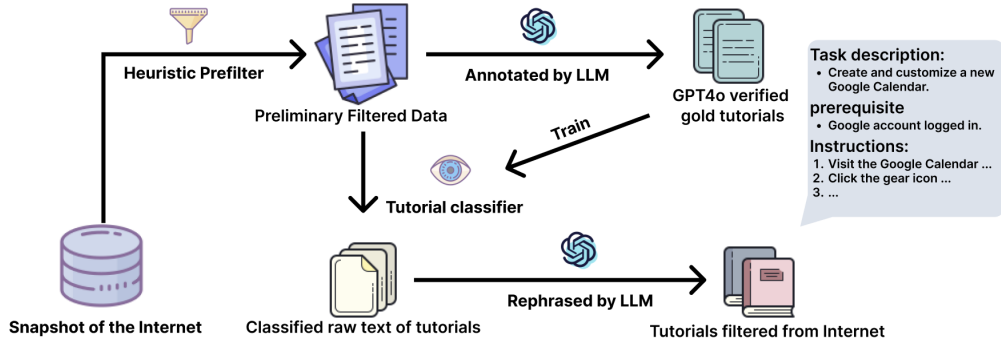 Heuristic Prefilter
Annotated by LLM
Preliminary Filtered Data
GPT4o verified
gold tutorials
Task description:
• Create and customize a new
Google Calendar.
prerequisite
• Google account logged in.
Instructions:
1. Visit the Google Calendar ...
2. Click the gear icon ...
3. ...
Train
Tutorial classifier
Snapshot of the Internet
Classified raw text of tutorials
Rephrased by LLM
Tutorials filtered from Internet